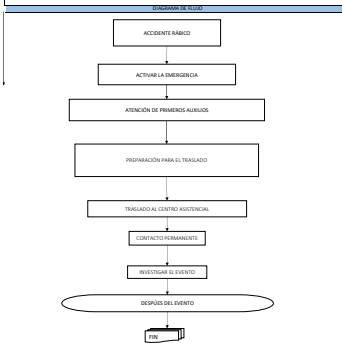 DIAGRAMA DE FLUJO
ACCIDENTE RÁBICO
ACTIVAR LA EMERGENCIA
ATENCIÓN DE PRIMEROS AUXILIOS
PREPARACIÓN PARA EL TRASLADO
TRASLADO AL CENTRO ASISTENCIAL
CONTACTO PERMANENTE
INVESTIGAR EL EVENTO
DESPÚES DEL EVENTO
FIN